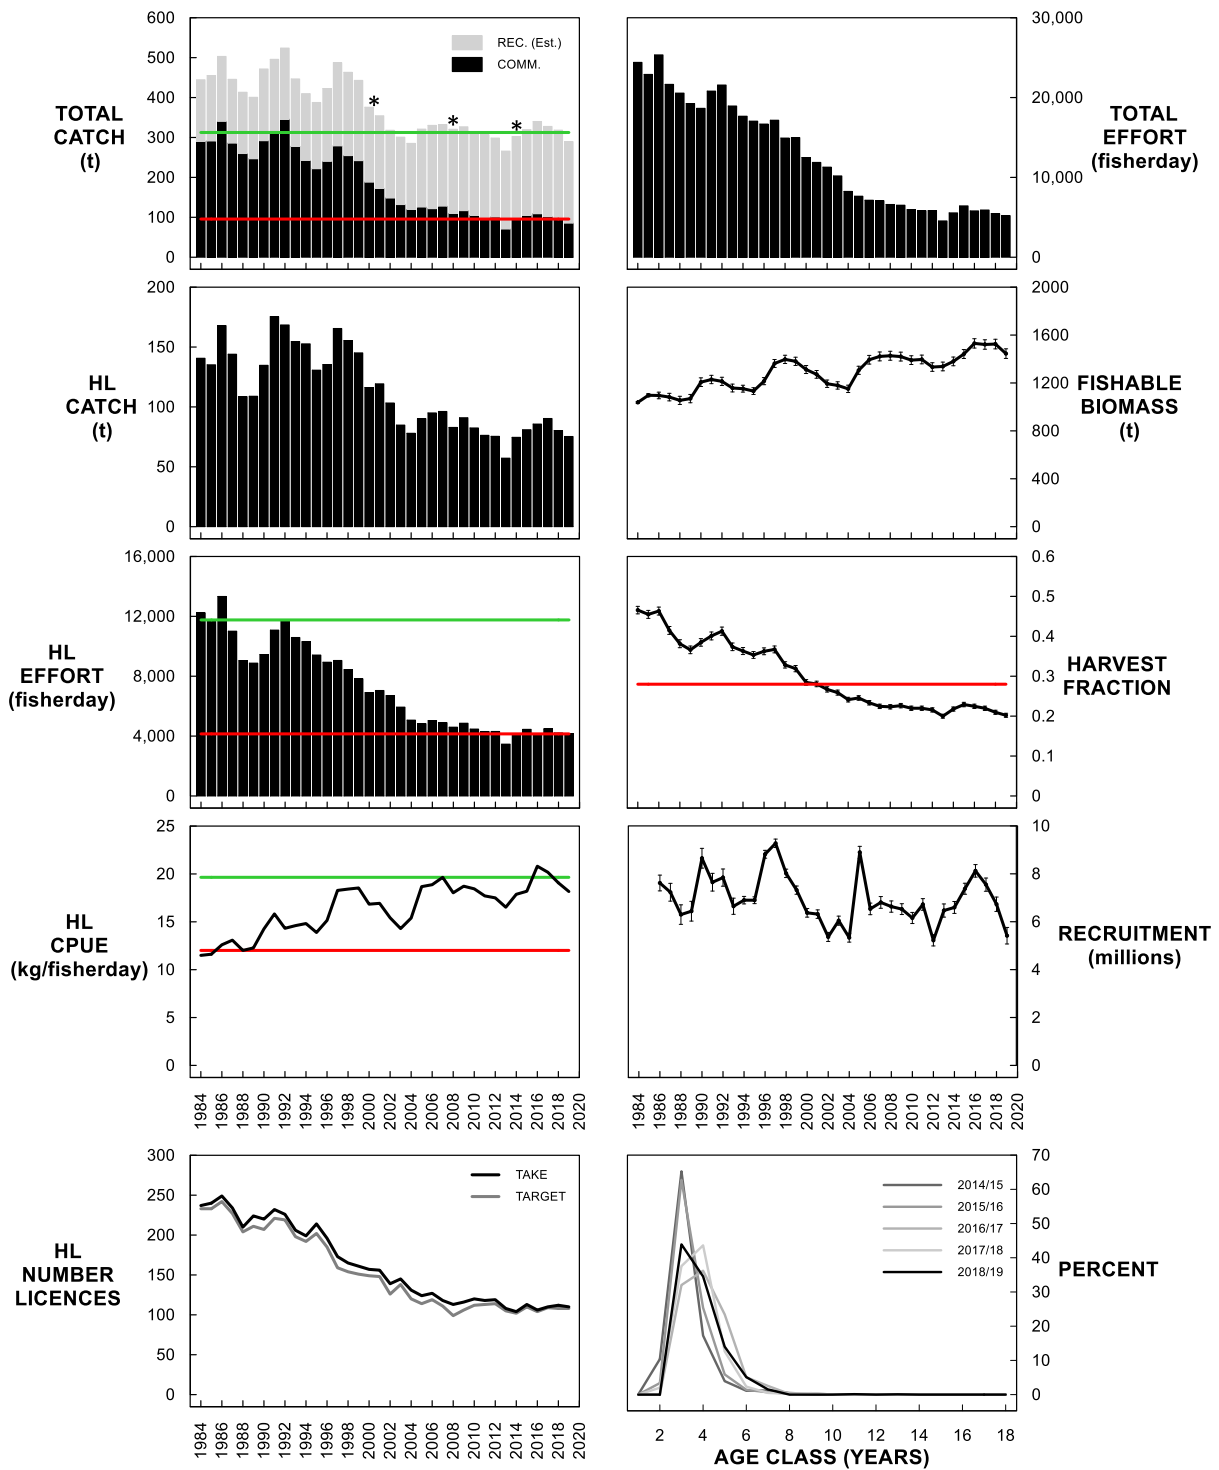 600
500
400
300
200
100
0
TOTAL
CATCH
(t)
REC. (Est.)
COMM.
*
*
*
30,000
20,000
10,000
0
TOTAL
EFFORT
(fisherday)
200
150
100
50
0
HL
CATCH
(t)
2000
1600
1200
800
400
0
FISHABLE
BIOMASS
(t)
16,000
12,000
8,000
4,000
0
HL
EFFORT
(fisherday)
0.6
0.5
0.4
0.3
0.2
0.1
0
HARVEST
FRACTION
25
20
15
10
5
0
HL
CPUE
(kg/fisherday)
1984 1986 1988 1990 1992 1994 1996 1998 2000 2002 2004 2006 2008 2010 2012 2014 2016 2018 2020
10
8
6
4
2
0
RECRUITMENT
(millions)
1984 1986 1988 1990 1992 1994 1996 1998 2000 2002 2004 2006 2008 2010 2012 2014 2016 2018 2020
300
250
200
150
100
50
0
HL
NUMBER
LICENCES
TAKE
TARGET
1984 1986 1988 1990 1992 1994 1996 1998 2000 2002 2004 2006 2008 2010 2012 2014 2016 2018 2020
70
60
50
40
30
20
10
0
PERCENT
2014/15
2015/16
2016/17
2017/18
2018/19
2 4 6 8 10 12 14 16 18
AGE CLASS (YEARS)